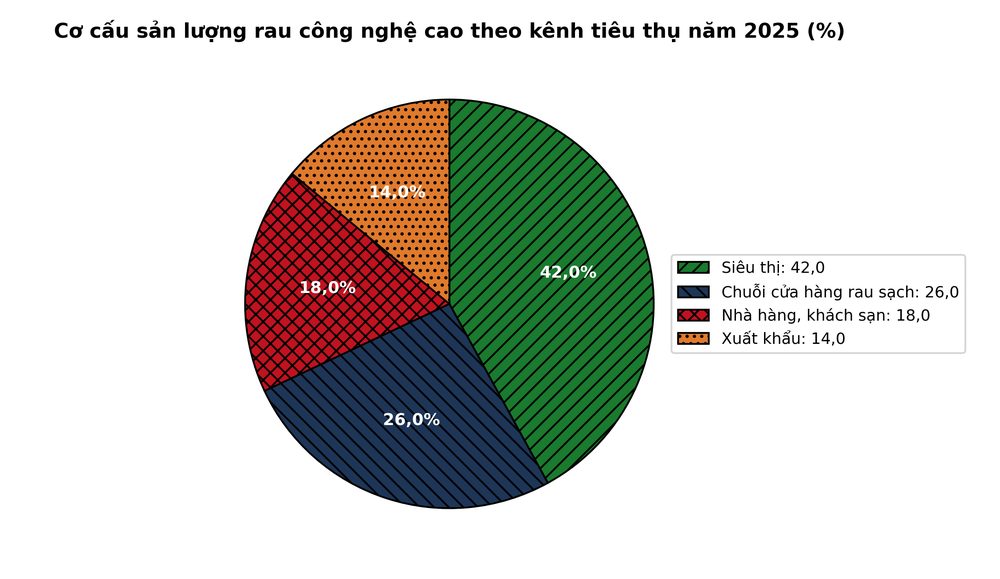 Cơ cấu sản lượng rau công nghệ cao theo kênh tiêu thụ năm 2025 (%)
14,0%
42,0%
18,0%
26,0%
Siêu thị: 42,0
Chuỗi cửa hàng rau sạch: 26,0
Nhà hàng, khách sạn: 18,0
Xuất khẩu: 14,0